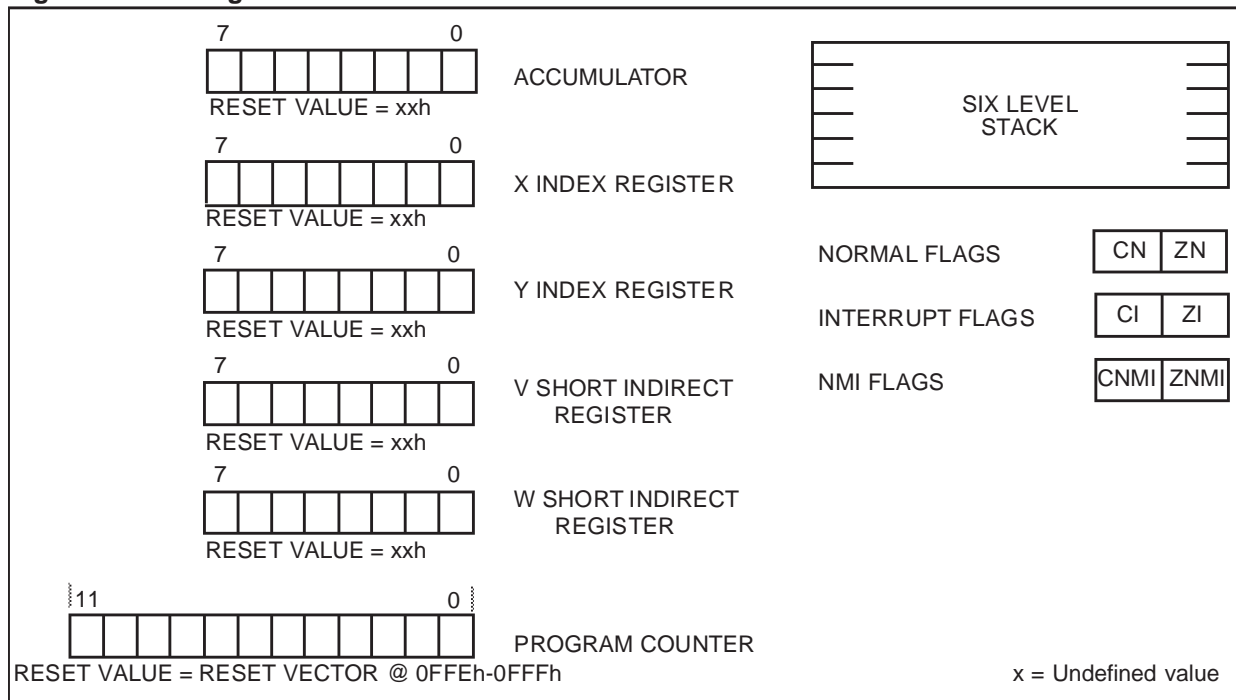 7 0
ACCUMULATOR
RESET VALUE = xxh
7 0
X INDEX REGISTER
RESET VALUE = xxh
7 0
Y INDEX REGISTER
RESET VALUE = xxh
7 0
V SHORT INDIRECT
REGISTER
RESET VALUE = xxh
7 0
W SHORT INDIRECT
REGISTER
RESET VALUE = xxh
11 0
PROGRAM COUNTER
RESET VALUE = RESET VECTOR @ 0FFEh-0FFFh
SIX LEVEL
STACK
NORMAL FLAGS CN ZN
INTERRUPT FLAGS CI ZI
NMI FLAGS CNMI ZNMI
x = Undefined value